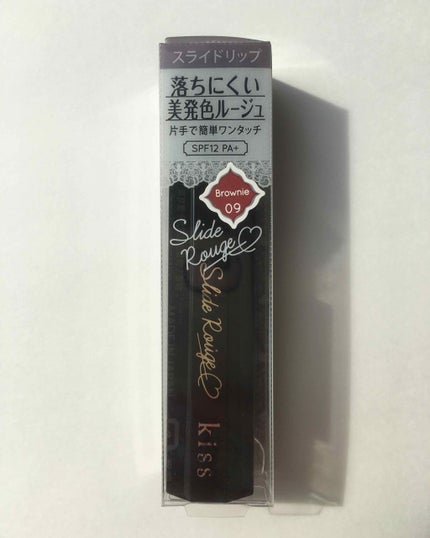 スライドリップ
落ちにくい
美発色ルージュ
片手で簡単ワンタッチ
SPF12 PA+
Brownie
09
Slide
Rouge
Slide Rouge
kiss